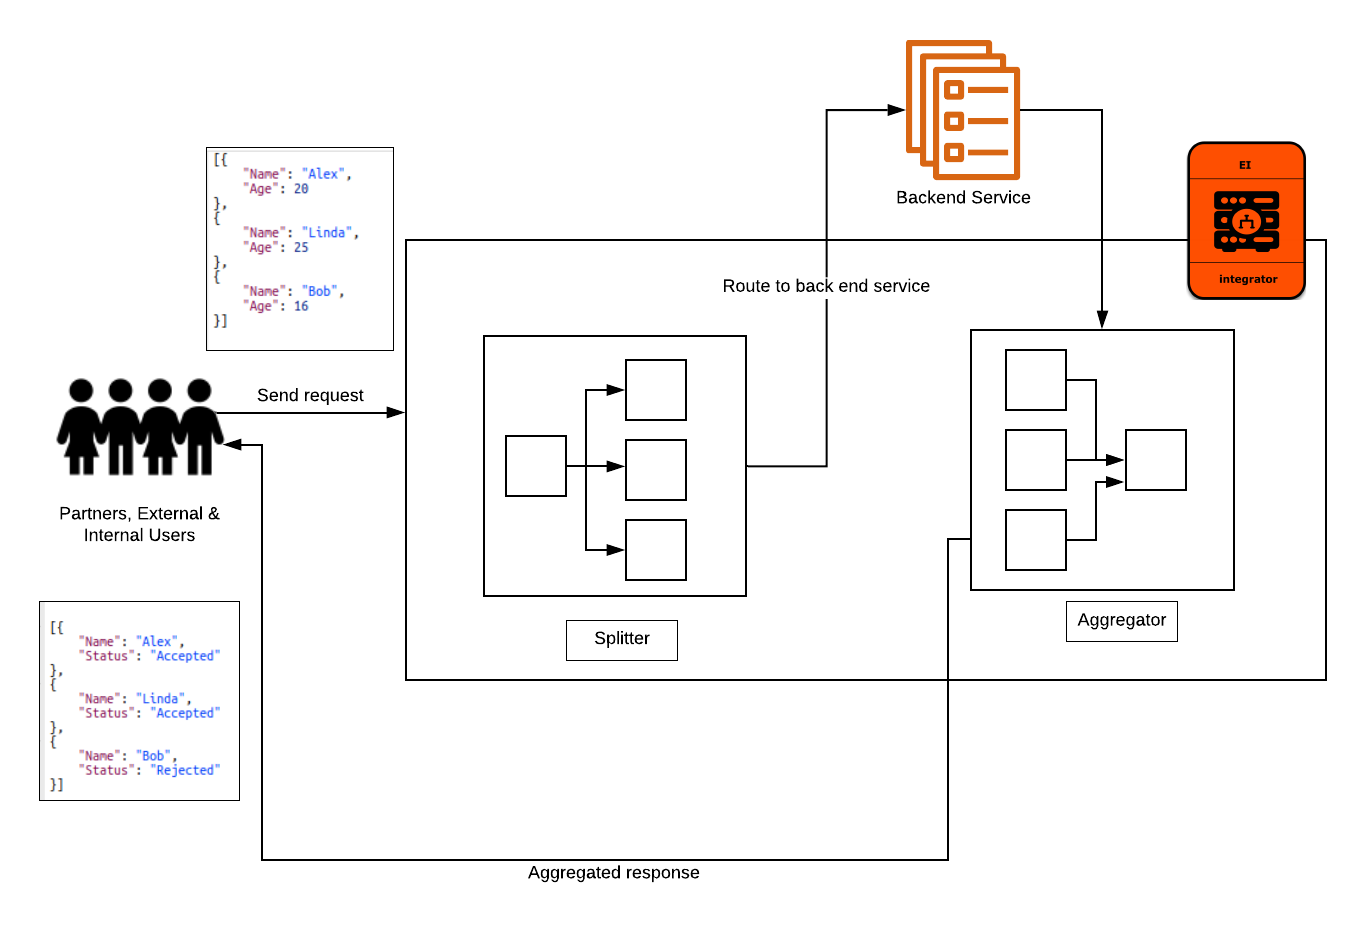 Backend Service
EI
integrator
[{
"Name": "Alex",
"Age": 20
},
{
"Name": "Linda",
"Age": 25
},
{
"Name": "Bob",
"Age": 16
}]
Route to back end service
Send request
Partners, External &
Internal Users
Splitter
Aggregator
[{
"Name": "Alex",
"Status": "Accepted"
},
{
"Name": "Linda",
"Status": "Accepted"
},
{
"Name": "Bob",
"Status": "Rejected"
}]
Aggregated response